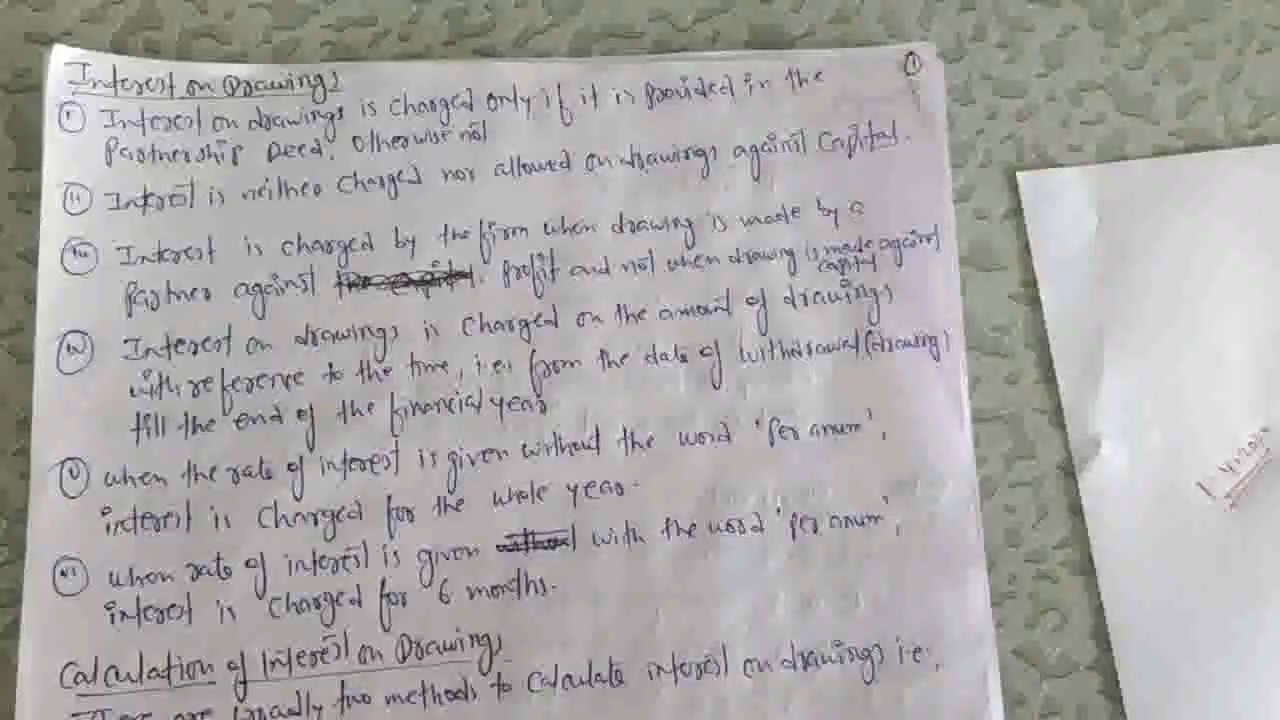 Interest on Drawings
①
(i) Interest on drawings is charged only if it is provided in the
Partnership Deed. Otherwise not
(ii) Interest is neither charged nor allowed on drawings against capital.
(iii) Interest is charged by the firm when drawing is made by a
Partner against profit and not when drawing is made against
capital
(iv) Interest on drawings is charged on the amount of drawings
with reference to the time, i.e. from the date of withdrawal (drawing)
till the end of the financial year
(v) when the rate of interest is given without the word 'Per anum',
interest is charged for the whole year.
(vi) when rate of interest is given with the word 'per anum',
interest is charged for 6 months.
Calculation of Interest on Drawings
There are broadly two methods to calculate interest on drawings i.e.